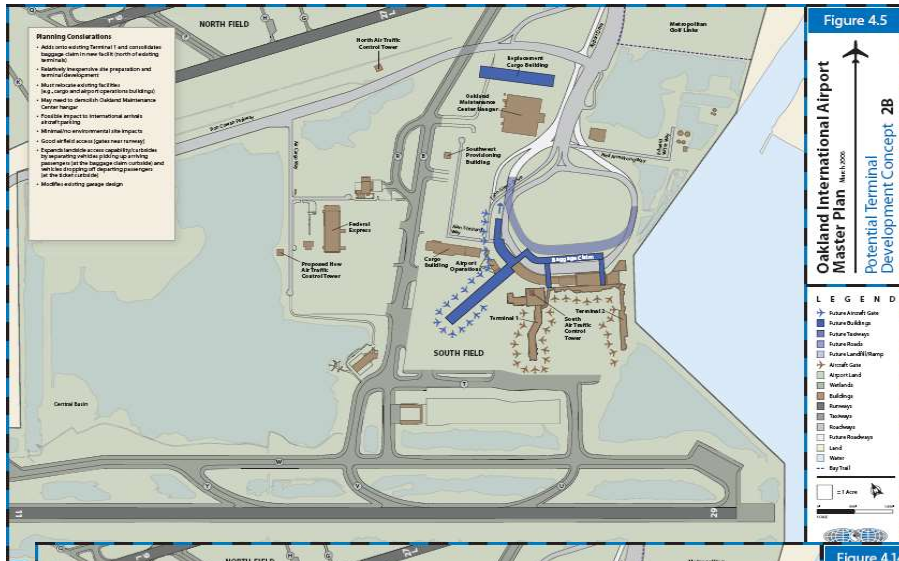 Figure 4.5
Oakland International Airport
Master Plan March 2006
Potential Terminal
Development Concept 2B
NORTH FIELD
Planning Considerations
• Adds onto existing Terminal 1 and consolidates
baggage claim in new facility (north of existing
terminals)
• Relatively inexpensive site preparation and
terminal development
• Must relocate existing facilities
(e.g., cargo and airport operations buildings)
• May need to demolish Oakland Maintenance
Center hangar
• Possible impact to international arrivals
aircraft parking
• Minimal/no environmental site impacts
• Good airfield access (gates near runway)
• Expands landside access capability/curbsides
by separating vehicles picking up arriving
passengers (at the baggage claim curbside) and
vehicles dropping off departing passengers
(at the ticket curbside)
• Modifies existing garage design
North Air Traffic
Control Tower
Metropolitan
Golf Links
Replacement
Cargo Building
Oakland
Maintenance
Center Hangar
Southwest
Provisioning
Building
Federal
Express
Proposed New
Air Traffic
Control Tower
Cargo
Building
Airport
Operations
Baggage Claim
Terminal 1
Terminal 2
South
Air Traffic
Control
Tower
SOUTH FIELD
Central Basin
T
W
Y
V
U
11
29
L E G E N D
Future Aircraft Gate
Future Buildings
Future Taxiways
Future Roads
Future Landfill/Ramp
Aircraft Gate
Airport Land
Wetlands
Buildings
Runways
Taxiways
Roadways
Future Roadways
Land
Water
Bay Trail
= 1 Acre
NORTH FIELD